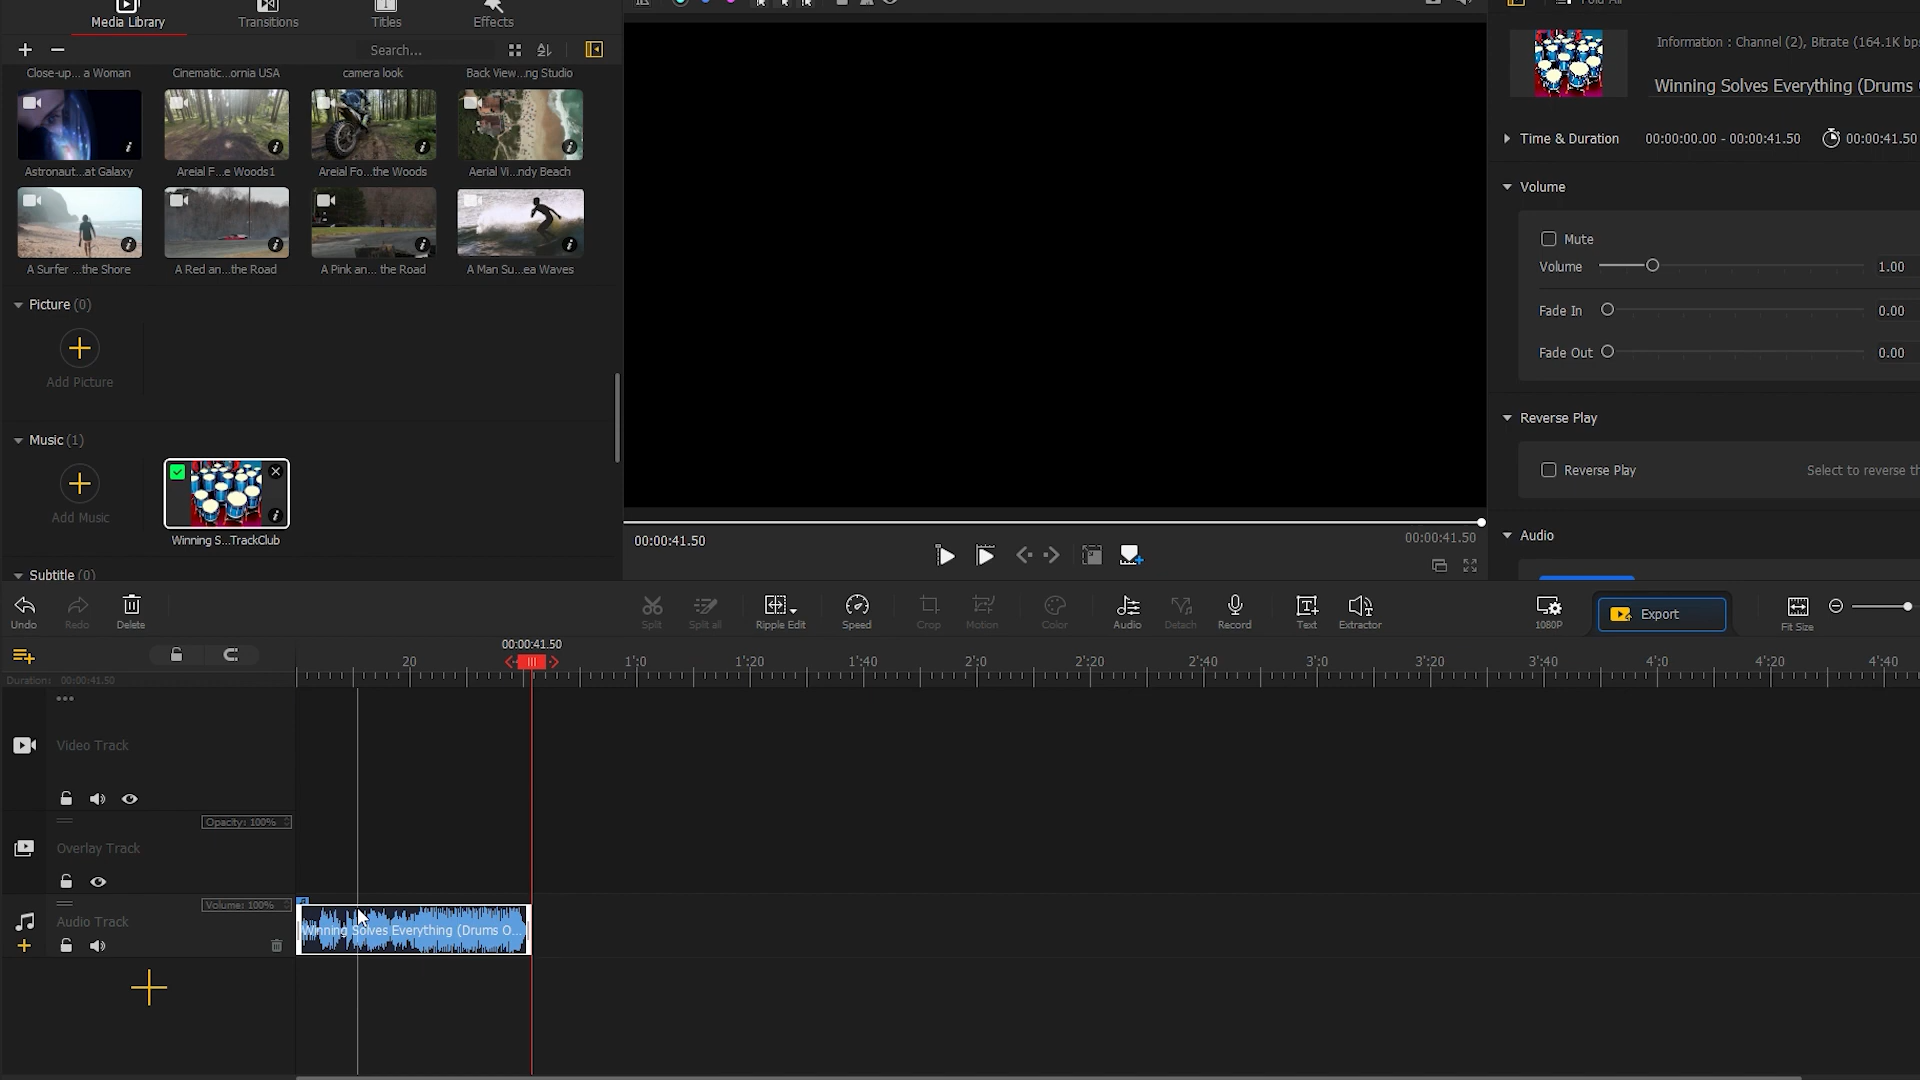 Media Library
Transitions
Titles
Effects
Search...
Close-up... a Woman
Cinematic...ornia USA
camera look
Back View...ng Studio
Astronaut...at Galaxy
Areial F...e Woods1
Areial Fo...the Woods
Aerial Vi...ndy Beach
A Surfer ...the Shore
A Red an...the Road
A Pink an... the Road
A Man Su...ea Waves
Picture (0)
Add Picture
Music (1)
Add Music
Winning S...TrackClub
Subtitle (0)
00:00:41.50
00:00:41.50
Fold All
Information : Channel (2), Bitrate (164.1K bps
Winning Solves Everything (Drums
Time & Duration 00:00:00.00 - 00:00:41.50 00:00:41.50
Volume
Mute
Volume 1.00
Fade In 0.00
Fade Out 0.00
Reverse Play
Reverse Play Select to reverse th
Audio
Undo
Redo
Delete
Split
Split all
Ripple Edit
Speed
Crop
Motion
Color
Audio
Detach
Record
Text
Extractor
1080P
Export
Fit Size
00:00:41.50
20 1':0 1':20 1':40 2':0 2':20 2':40 3':0 3':20 3':40 4':0 4':20 4':40
Duration: 00:00:41.50
Video Track
Opacity: 100%
Overlay Track
Volume: 100%
Audio Track
Winning Solves Everything (Drums O...